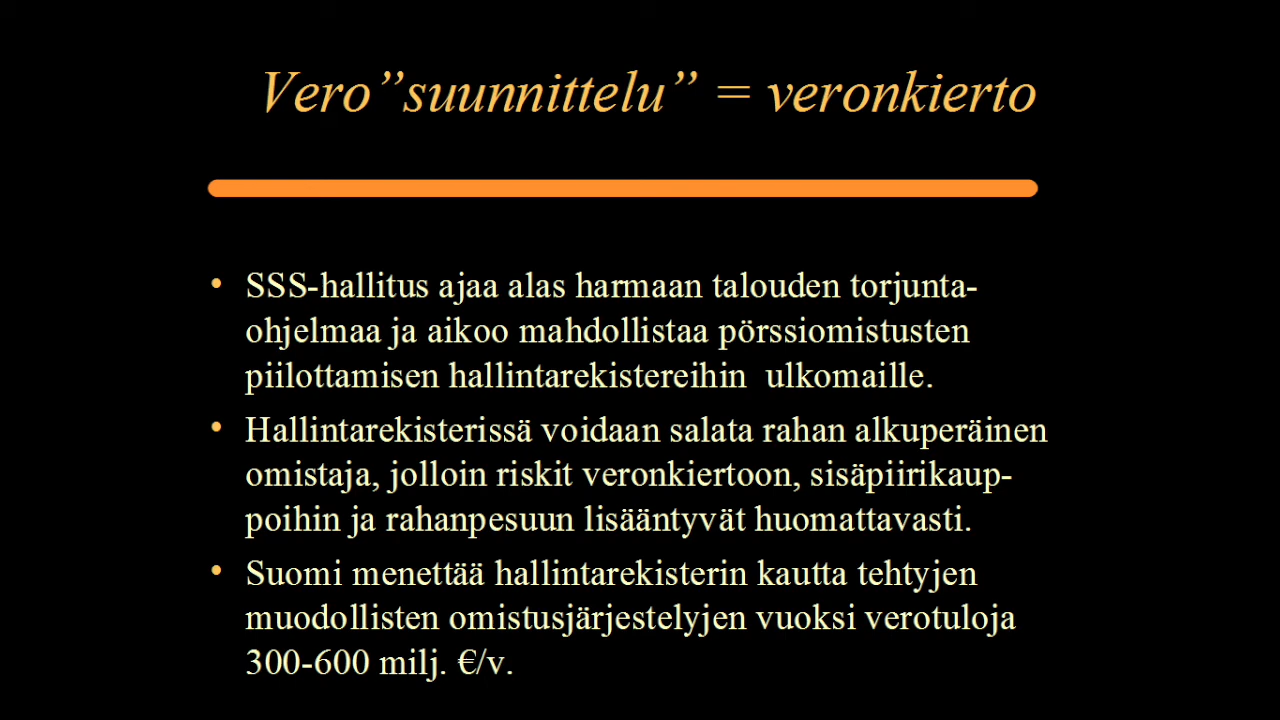 Vero”suunnittelu” = veronkierto
• SSS-hallitus ajaa alas harmaan talouden torjunta-
ohjelmaa ja aikoo mahdollistaa pörssiomistusten
piilottamisen hallintarekistereihin  ulkomaille.
• Hallintarekisterissä voidaan salata rahan alkuperäinen
omistaja, jolloin riskit veronkiertoon, sisäpiirikaup-
poihin ja rahanpesuun lisääntyvät huomattavasti.
• Suomi menettää hallintarekisterin kautta tehtyjen
muodollisten omistusjärjestelyjen vuoksi verotuloja
300-600 milj. €/v.